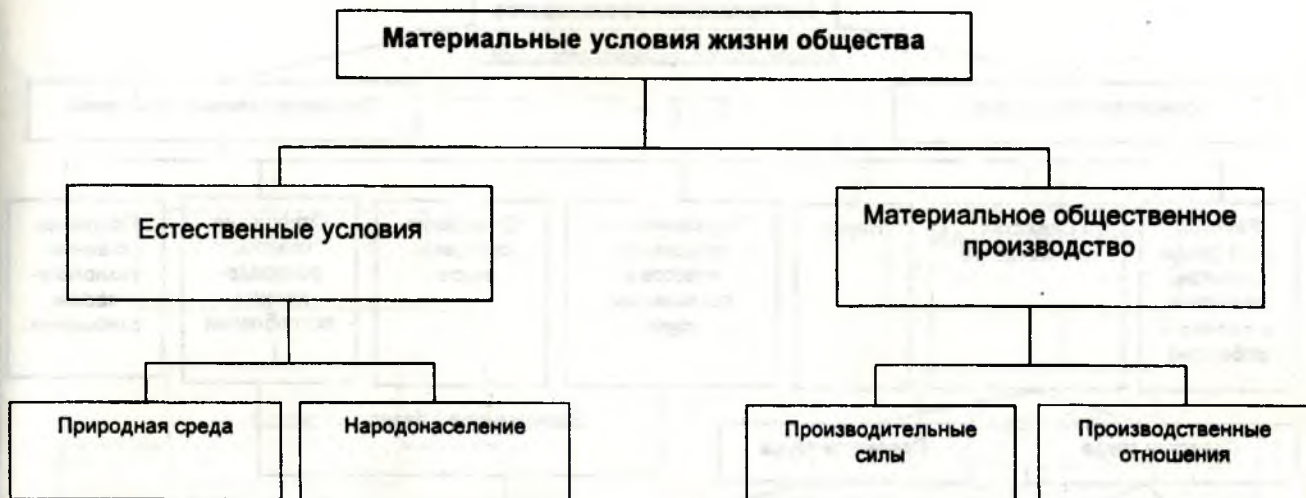 Материальные условия жизни общества
Естественные условия
Материальное общественное
производство
Природная среда
Народонаселение
Производительные
силы
Производственные
отношения